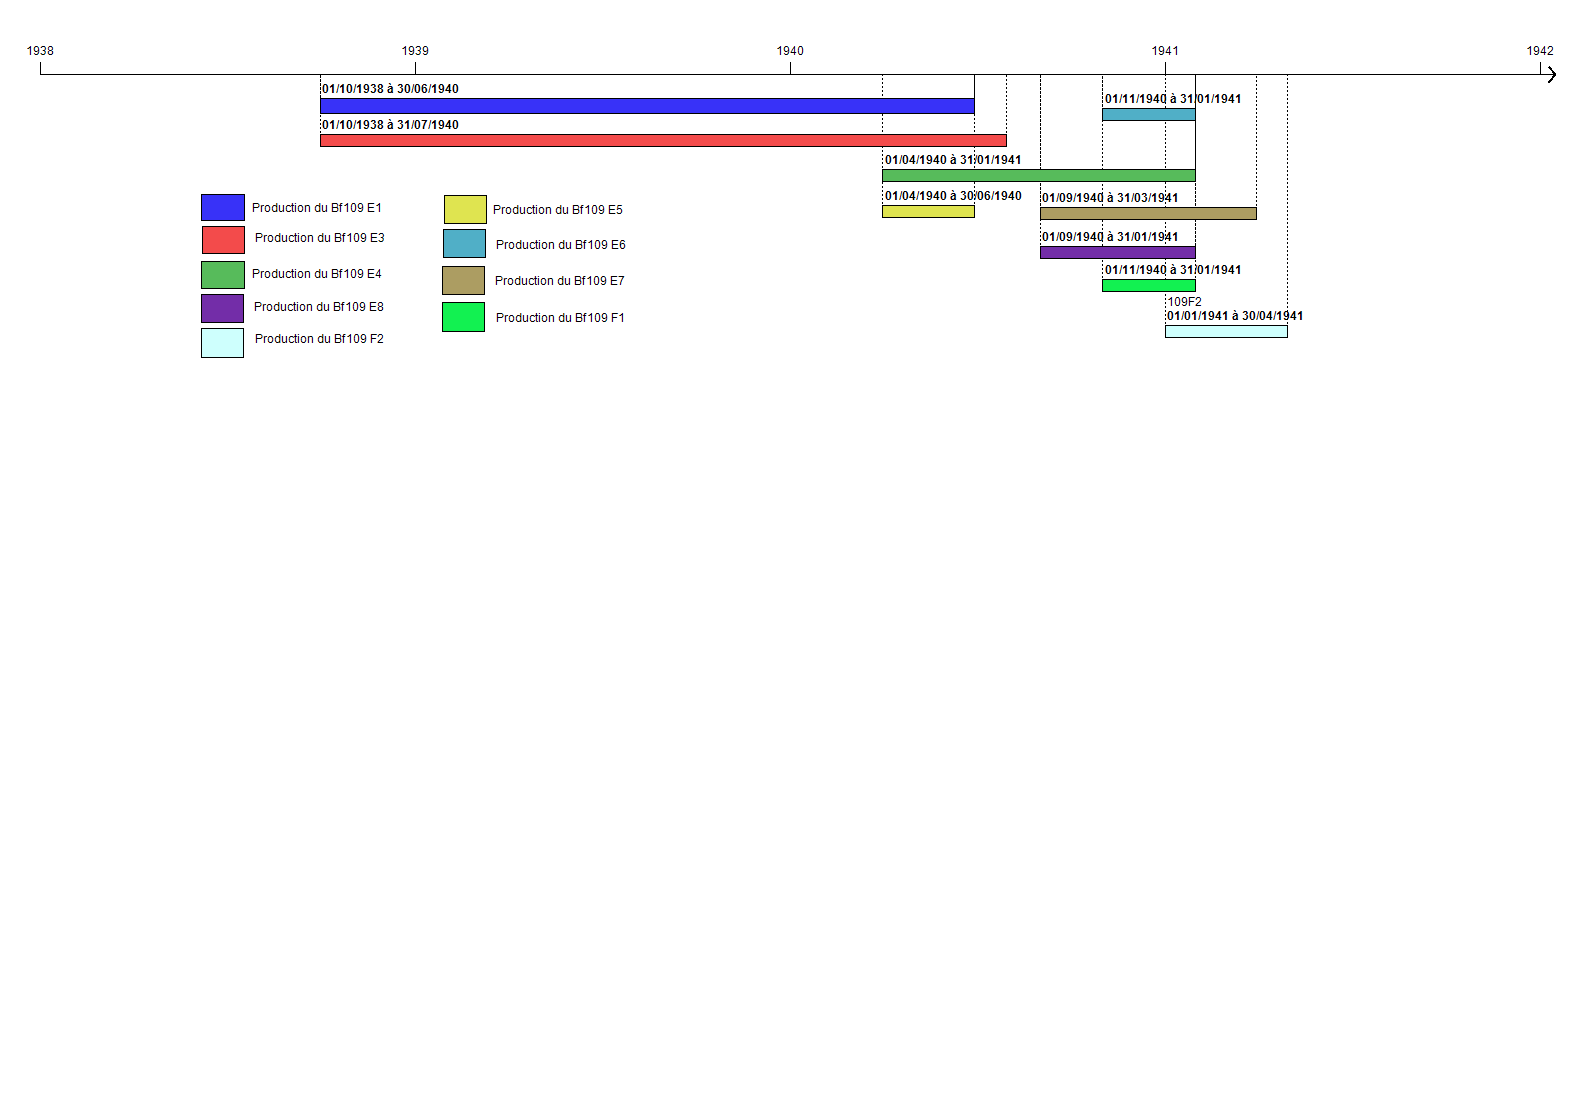 1938 1939 1940 1941 1942
01/10/1938 à 30/06/1940
01/11/1940 à 31/01/1941
01/10/1938 à 31/07/1940
01/04/1940 à 31/01/1941
01/04/1940 à 30/06/1940
01/09/1940 à 31/03/1941
01/09/1940 à 31/01/1941
01/11/1940 à 31/01/1941
109F2
01/01/1941 à 30/04/1941
Production du Bf109 E1
Production du Bf109 E3
Production du Bf109 E4
Production du Bf109 E8
Production du Bf109 F2
Production du Bf109 E5
Production du Bf109 E6
Production du Bf109 E7
Production du Bf109 F1